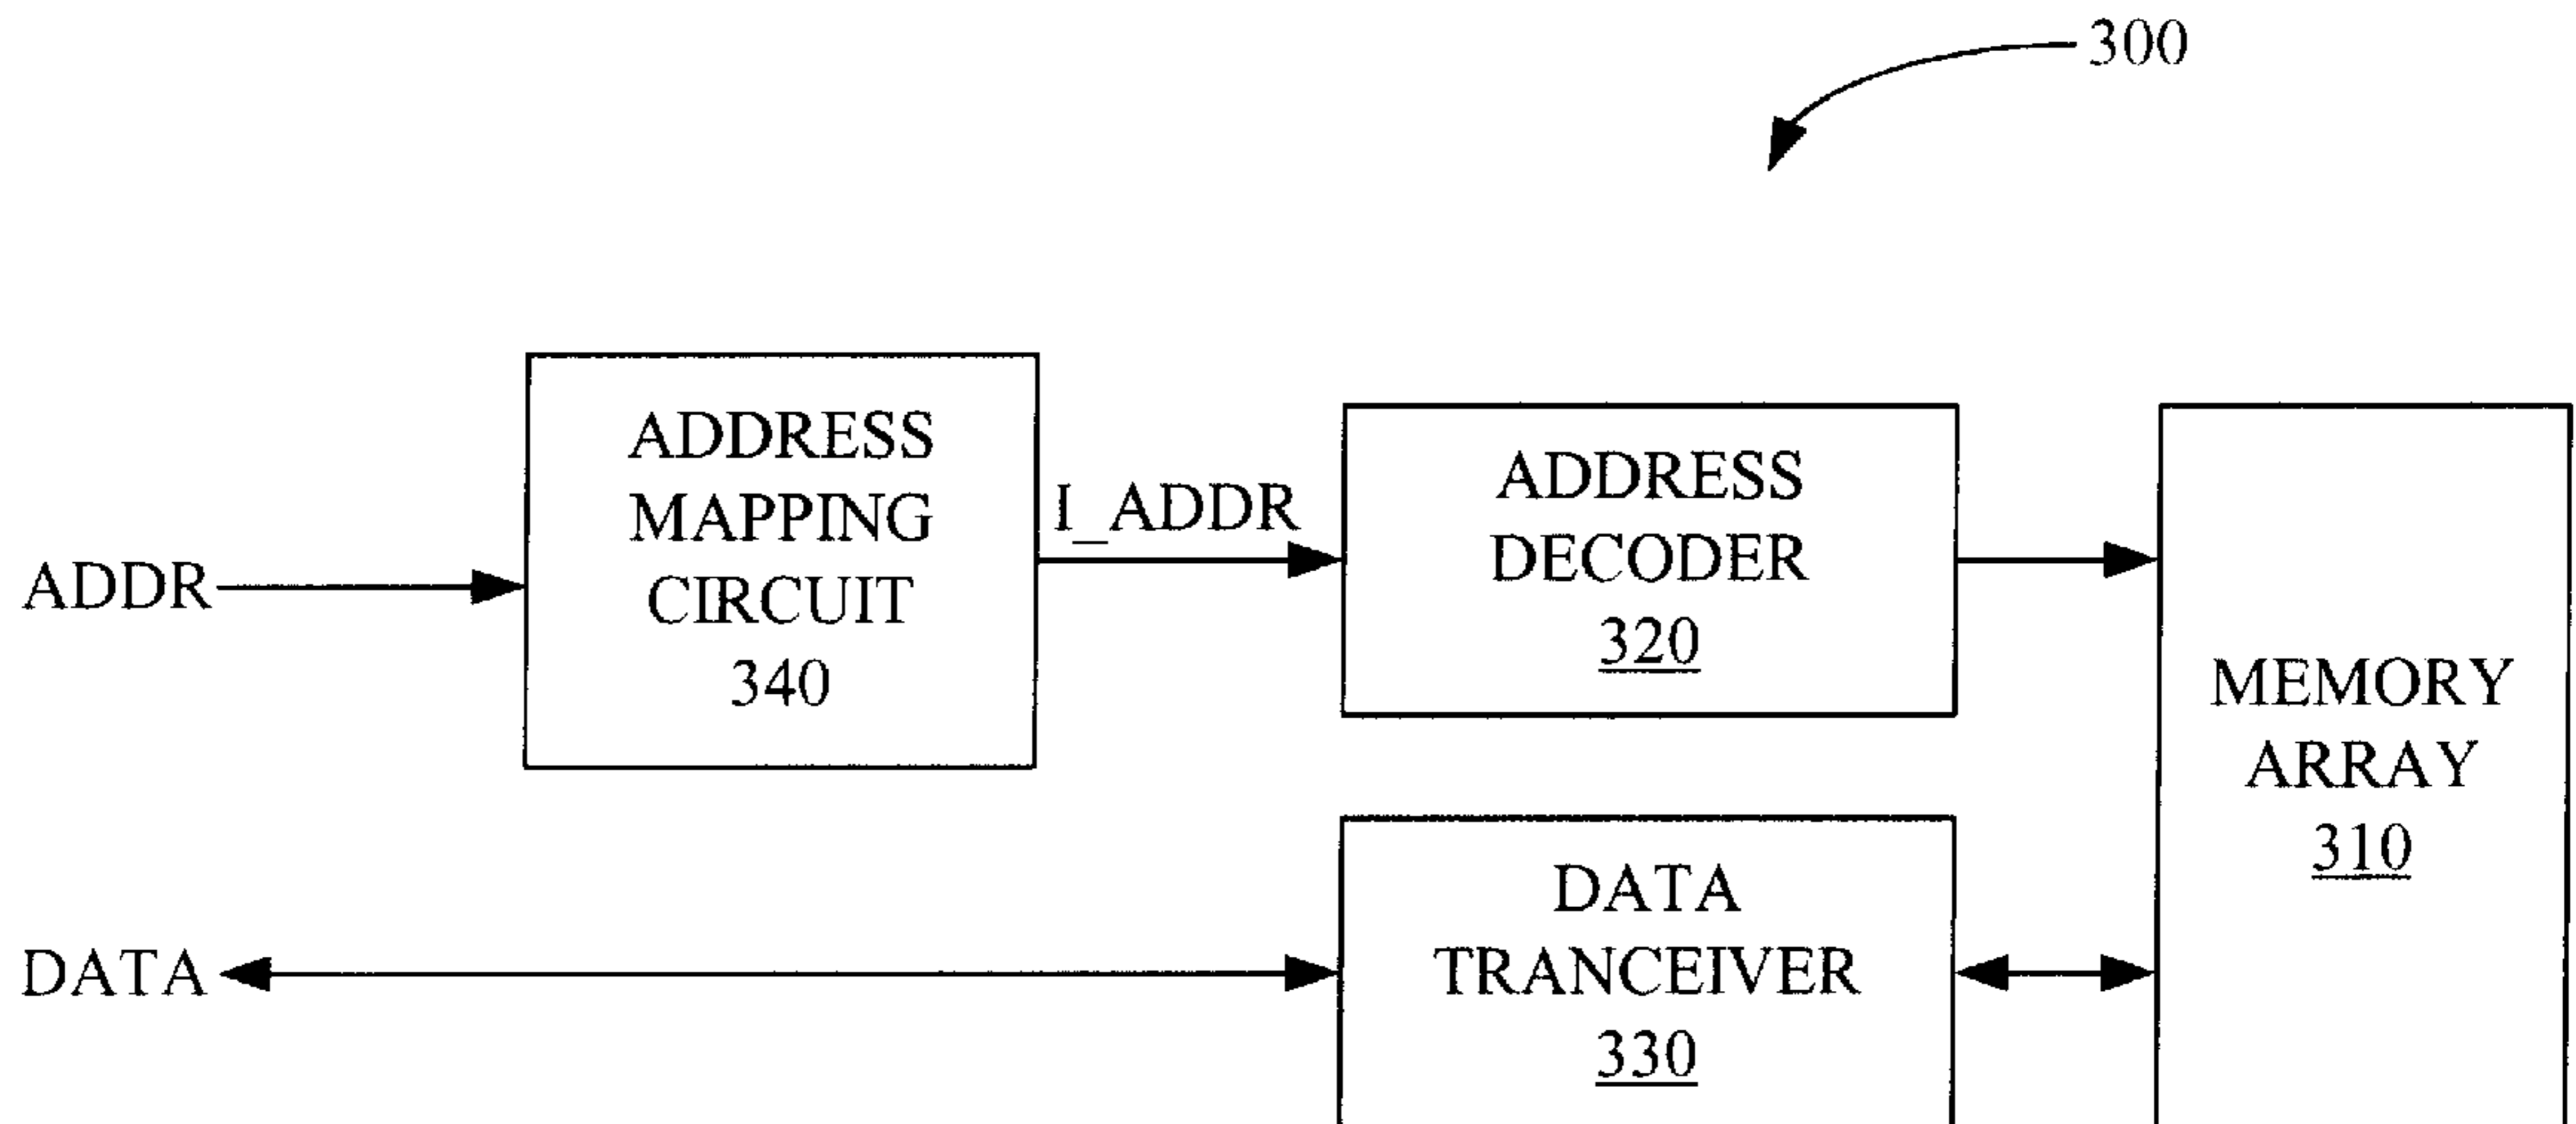 300
ADDRESS
MAPPING
CIRCUIT
340
ADDR
I_ADDR
ADDRESS
DECODER
320
MEMORY
ARRAY
310
DATA
DATA
TRANCEIVER
330